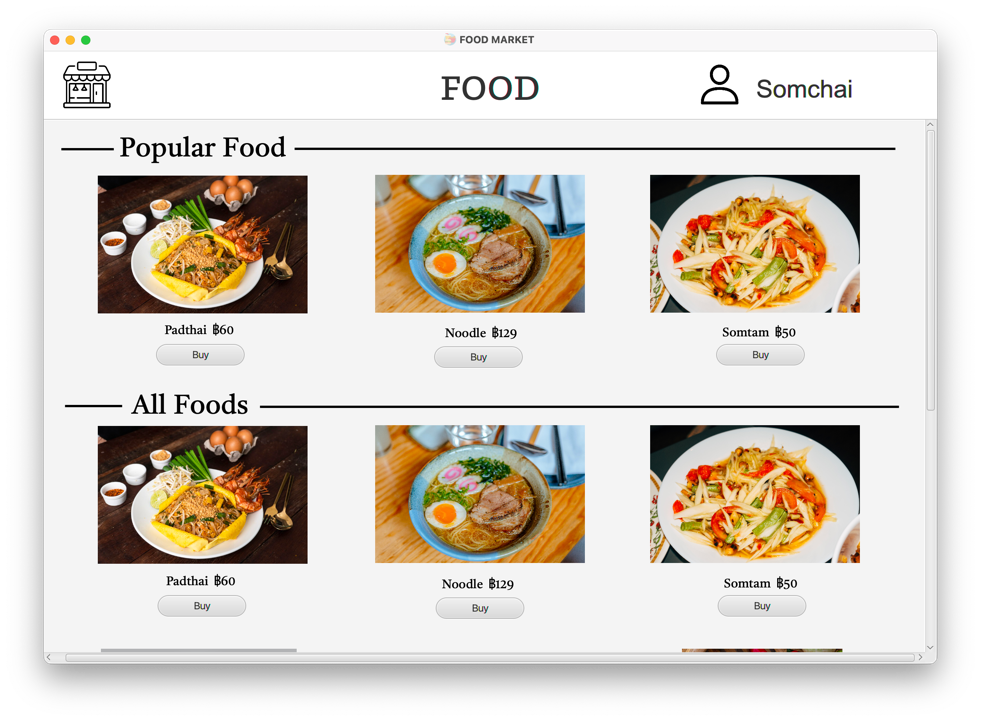 FOOD MARKET
FOOD
Somchai
Popular Food
Padthai ฿60
Noodle ฿129
Somtam ฿50
Buy
Buy
Buy
All Foods
Padthai ฿60
Noodle ฿129
Somtam ฿50
Buy
Buy
Buy